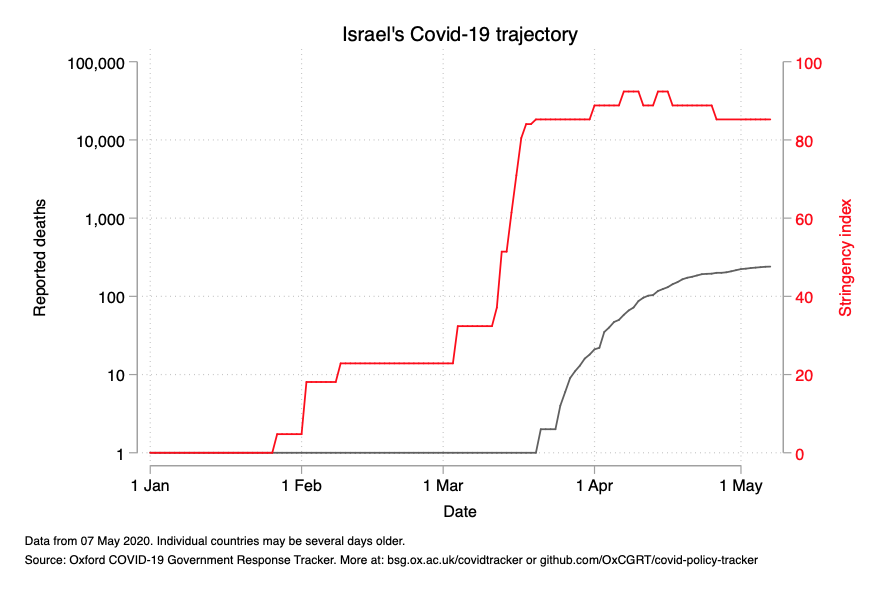 Israel's Covid-19 trajectory
100,000
10,000
1,000
100
10
1
Reported deaths
100
80
60
40
20
0
Stringency index
1 Jan
1 Feb
1 Mar
1 Apr
1 May
Date
Data from 07 May 2020. Individual countries may be several days older.
Source: Oxford COVID-19 Government Response Tracker. More at: bsg.ox.ac.uk/covidtracker or github.com/OxCGRT/covid-policy-tracker